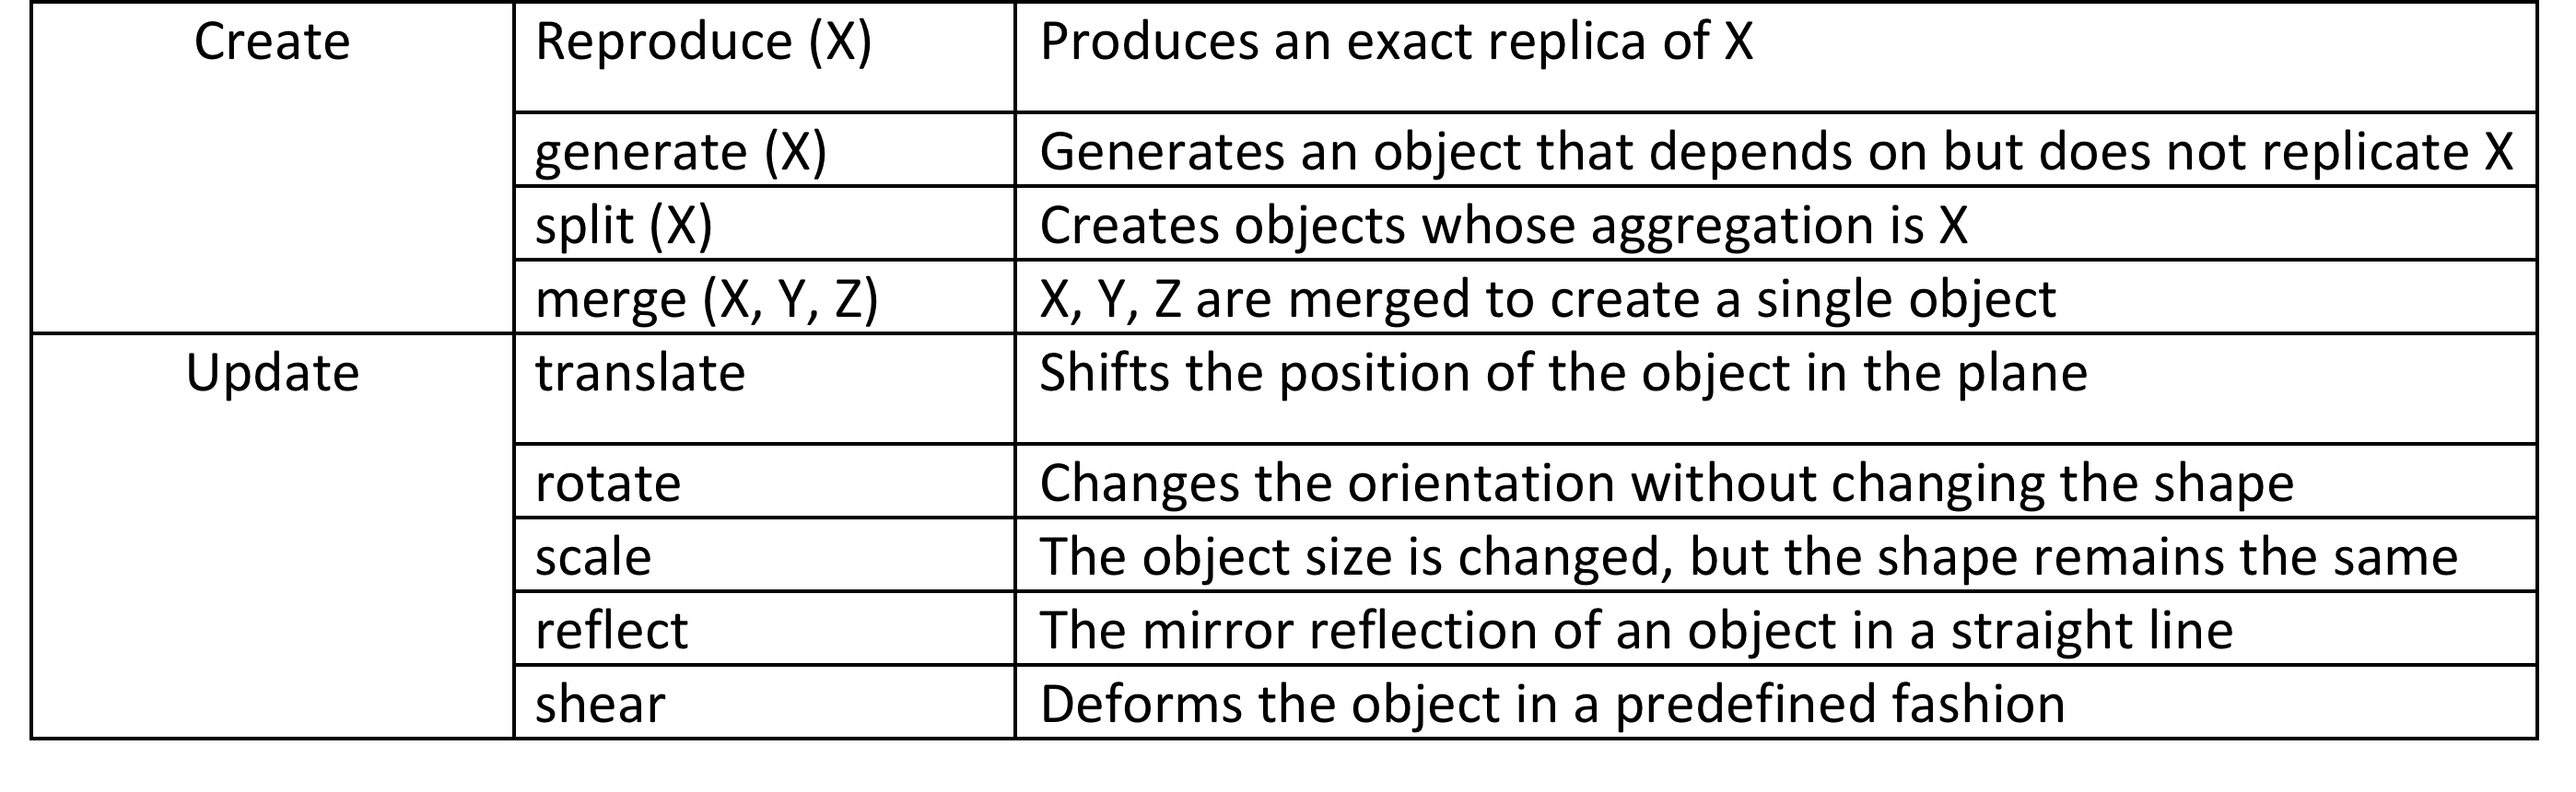 Create Reproduce (X) Produces an exact replica of X
generate (X) Generates an object that depends on but does not replicate X
split (X) Creates objects whose aggregation is X
merge (X, Y, Z) X, Y, Z are merged to create a single object
Update translate Shifts the position of the object in the plane
rotate Changes the orientation without changing the shape
scale The object size is changed, but the shape remains the same
reflect The mirror reflection of an object in a straight line
shear Deforms the object in a predefined fashion